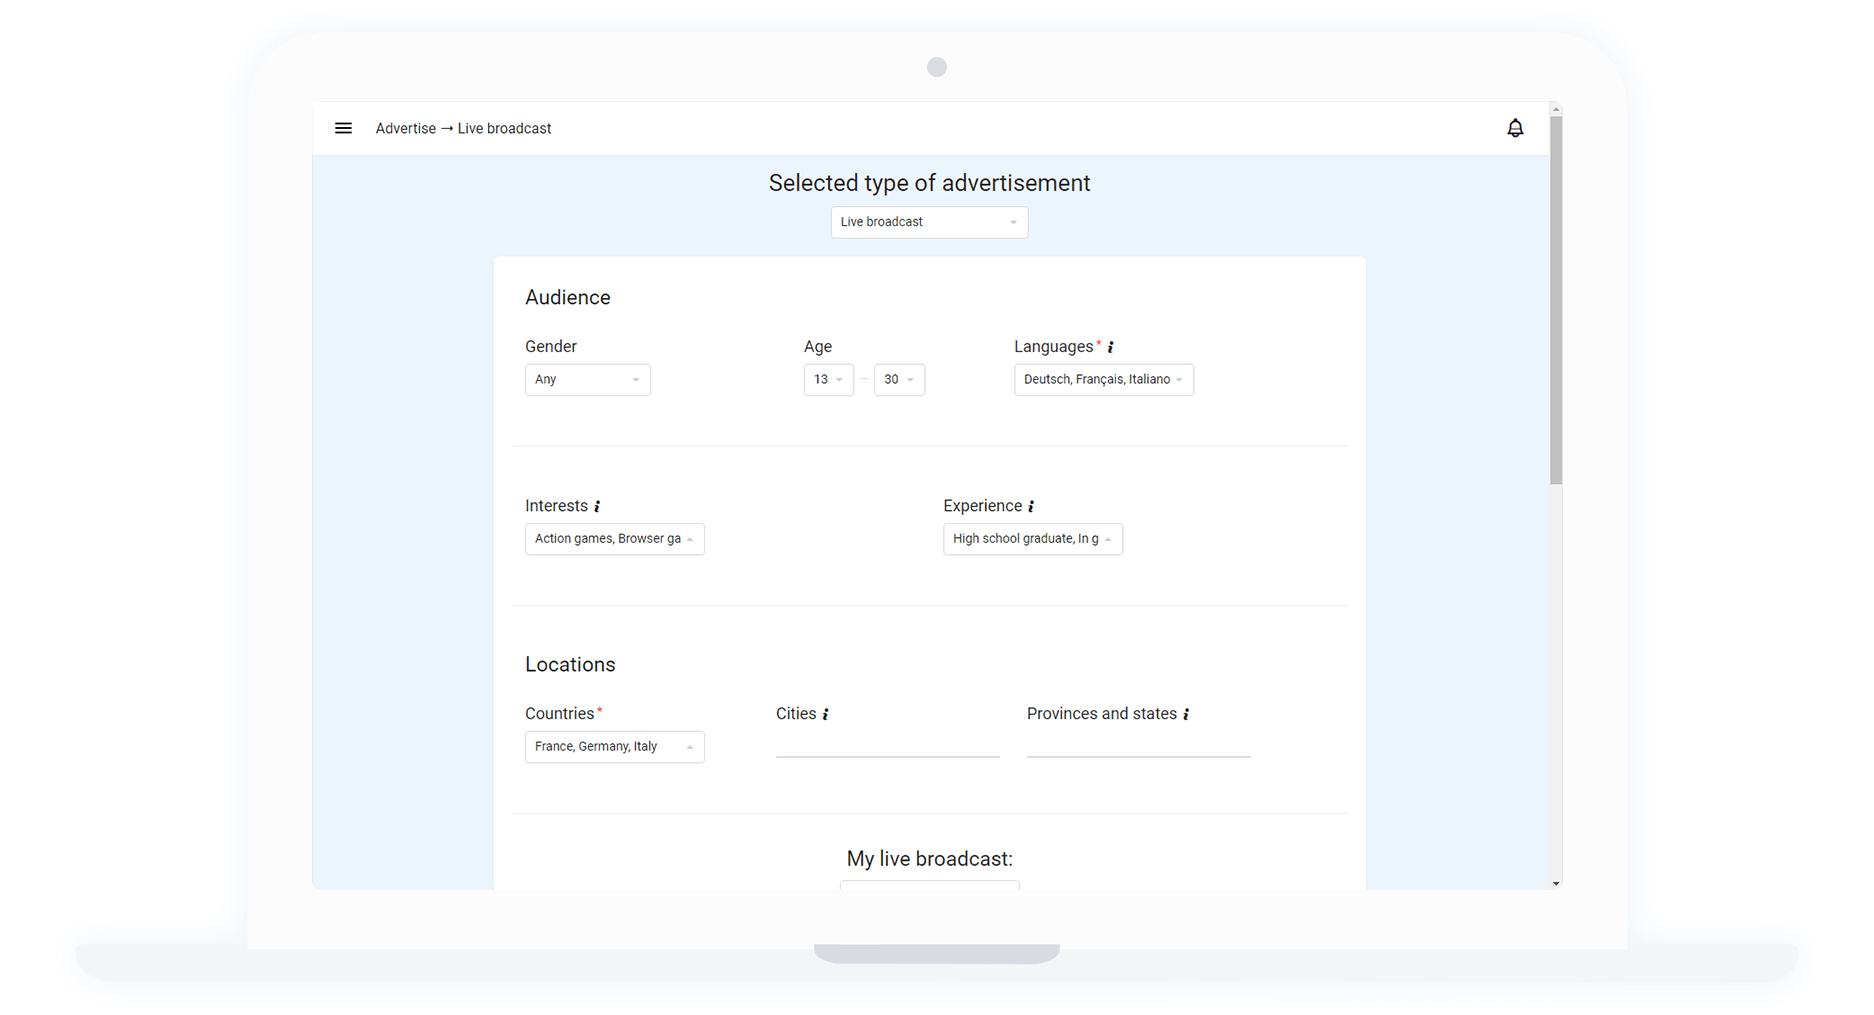 Advertise → Live broadcast
Selected type of advertisement
Live broadcast
Audience
Gender
Age
Languages* i
Any
13 – 30
Deutsch, Français, Italiano
Interests i
Experience i
Action games, Browser ga
High school graduate, In g
Locations
Countries*
Cities i
Provinces and states i
France, Germany, Italy
My live broadcast: